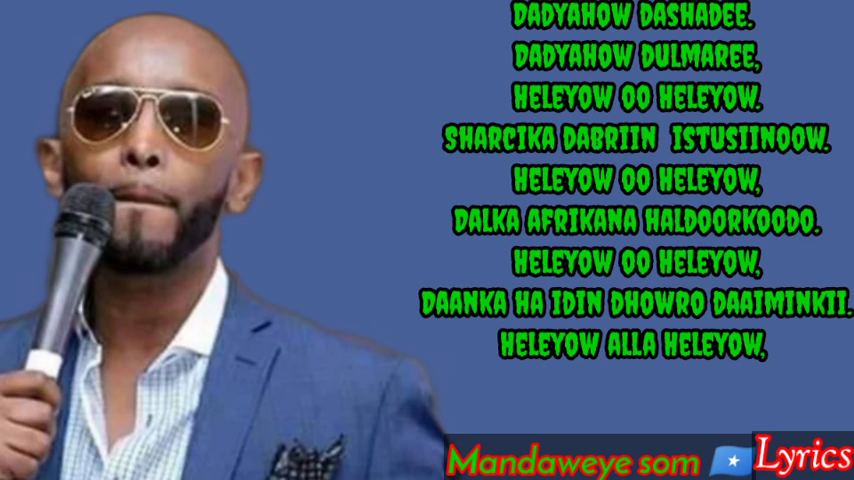 DADYAHOW DASHADEE.
DADYAHOW DULMAREE,
HELEYOW OO HELEYOW.
SHARCIKA DABRIIN ISTUSIINOOW.
HELEYOW OO HELEYOW,
DALKA AFRIKANA HALDOORKOODO.
HELEYOW OO HELEYOW,
DAANKA HA IDIN DHOWRO DAAIMINKII.
HELEYOW ALLA HELEYOW,
Mandaweye som Lyrics